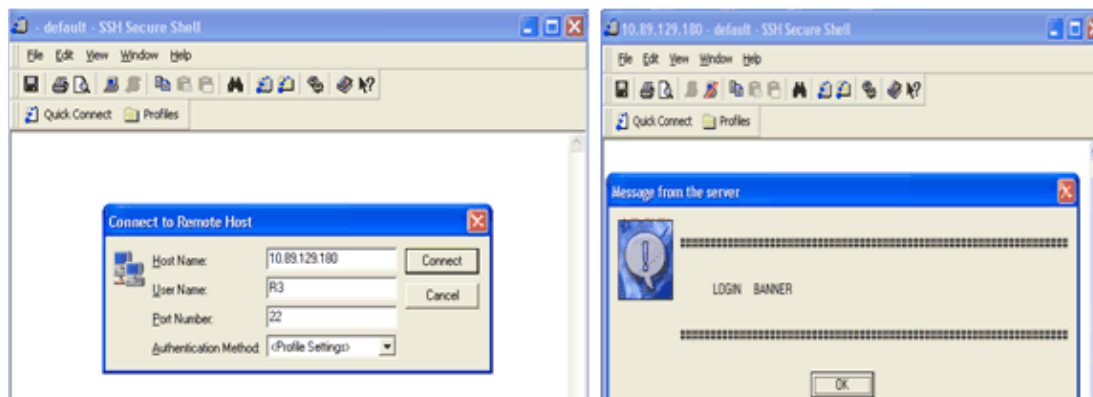 - default - SSH Secure Shell
File Edit View Window Help
Quick Connect Profiles
Connect to Remote Host
Host Name: 10.89.129.180
Connect
User Name: R3
Cancel
Port Number: 22
Authentication Method: <Profile Settings>
10.89.129.180 - default - SSH Secure Shell
File Edit View Window Help
Quick Connect Profiles
Message from the server
LOGIN BANNER
OK